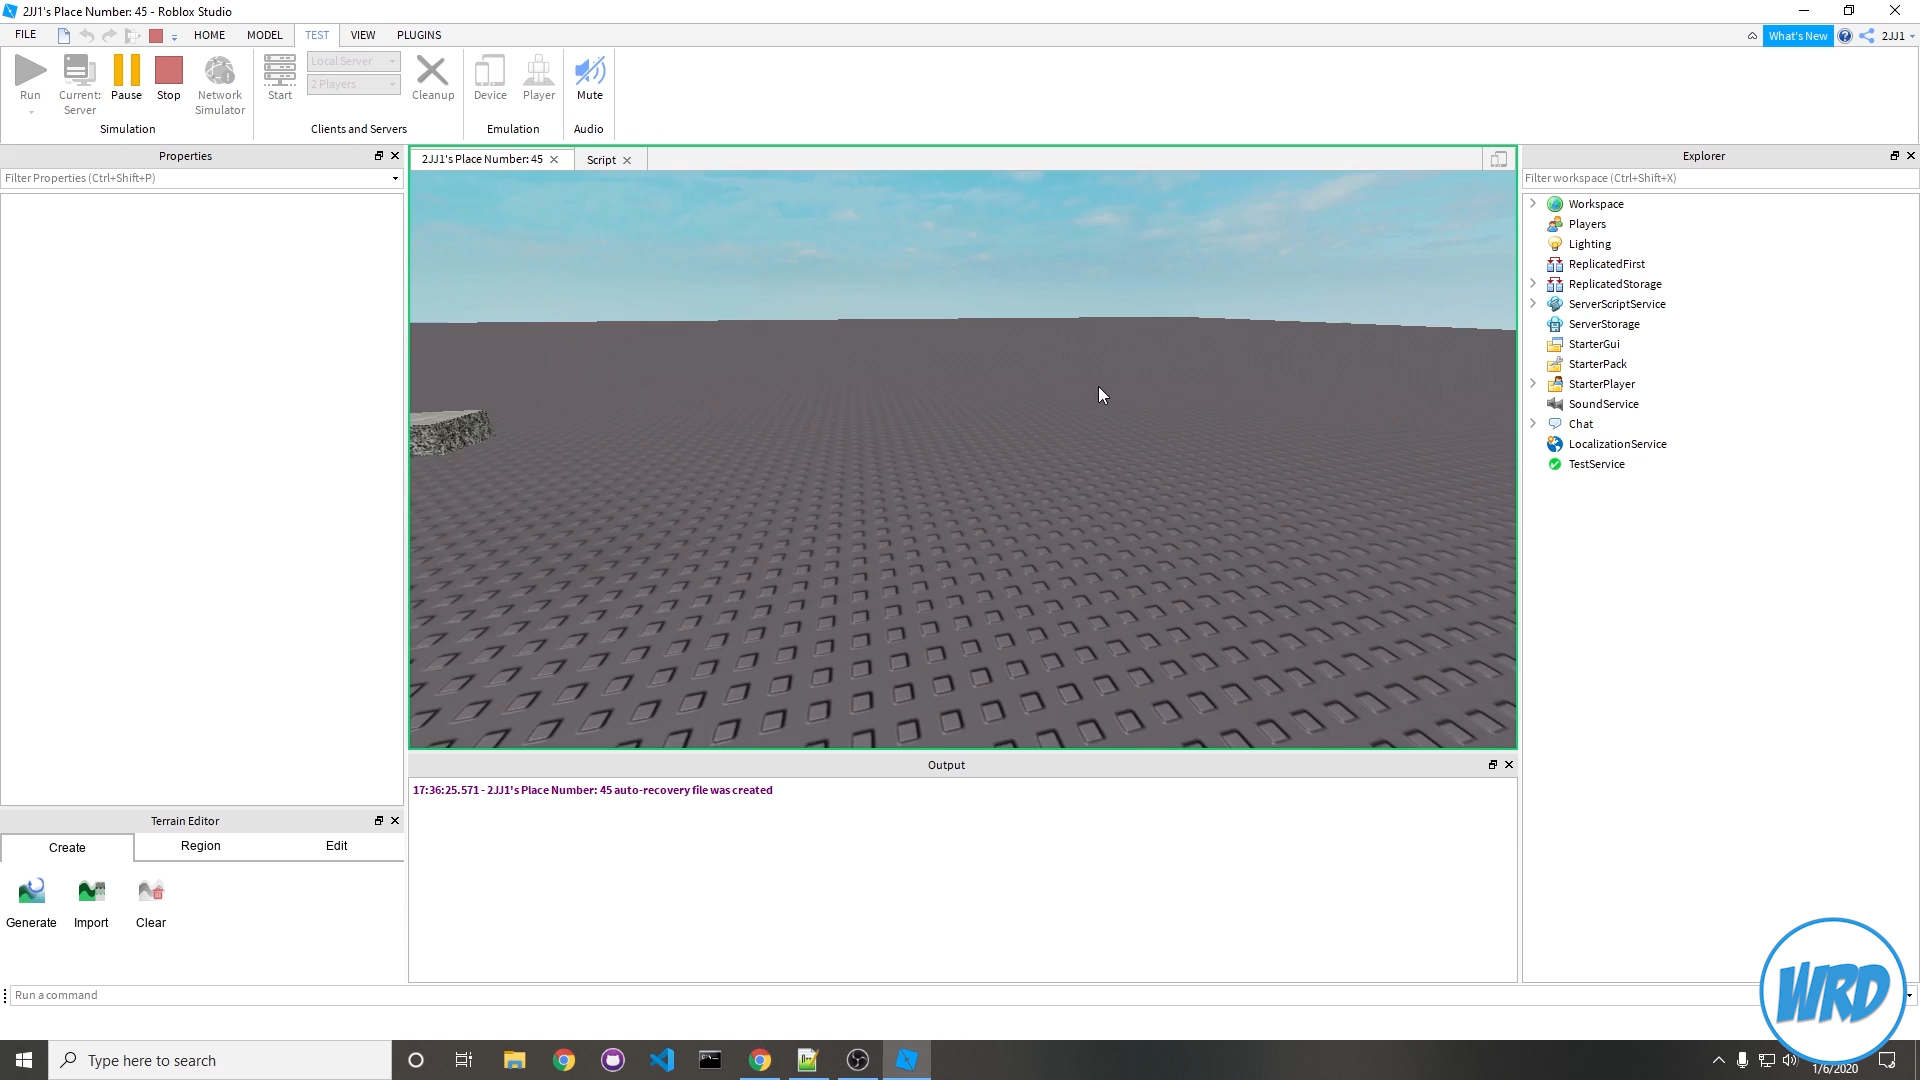 2JJ1's Place Number: 45 - Roblox Studio
FILE
HOME
MODEL
TEST
VIEW
PLUGINS
What's New
2JJ1
Run
Current:
Server
Pause
Stop
Network
Simulator
Simulation
Start
Local Server
2 Players
Cleanup
Clients and Servers
Device
Player
Emulation
Mute
Audio
Properties
Filter Properties (Ctrl+Shift+P)
2JJ1's Place Number: 45
Script
Explorer
Filter workspace (Ctrl+Shift+X)
Workspace
Players
Lighting
ReplicatedFirst
ReplicatedStorage
ServerScriptService
ServerStorage
StarterGui
StarterPack
StarterPlayer
SoundService
Chat
LocalizationService
TestService
Output
17:36:25.571 - 2JJ1's Place Number: 45 auto-recovery file was created
Terrain Editor
Create
Region
Edit
Generate
Import
Clear
Run a command
WRD
Type here to search
1/6/2020